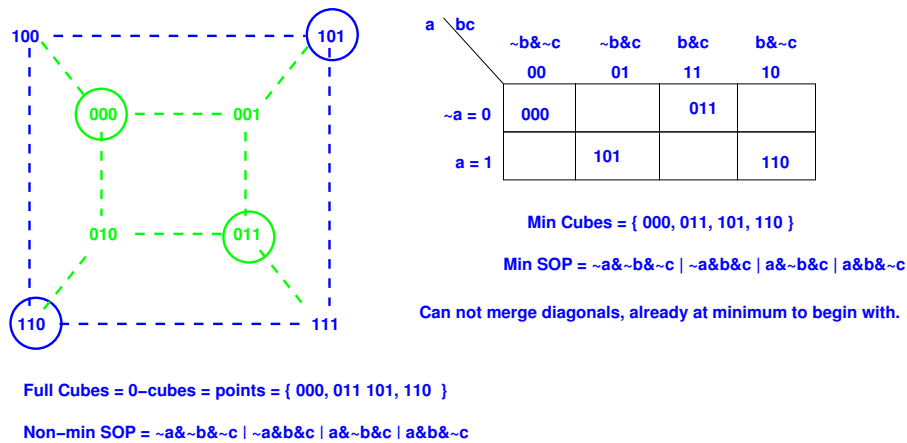 100
101
000
001
010
011
110
111
a
bc
~b&~c ~b&c b&c b&~c
00 01 11 10
~a = 0 000 011
a = 1 101 110
Min Cubes = { 000, 011, 101, 110 }
Min SOP = ~a&~b&~c | ~a&b&c | a&~b&c | a&b&~c
Can not merge diagonals, already at minimum to begin with.
Full Cubes = 0−cubes = points = { 000, 011 101, 110 }
Non−min SOP = ~a&~b&~c | ~a&b&c | a&~b&c | a&b&~c